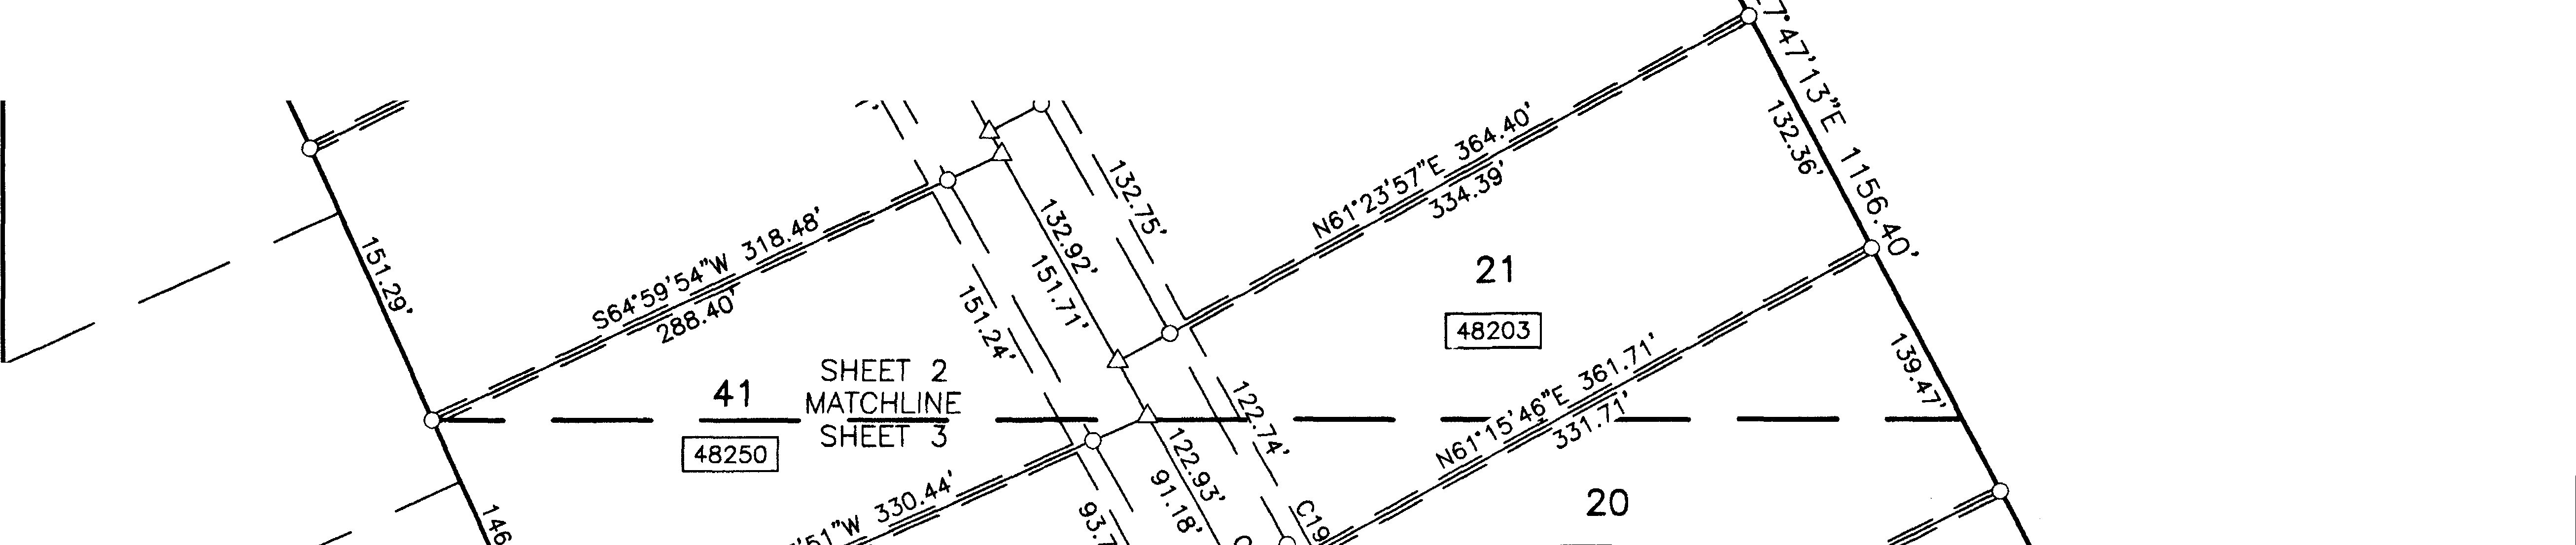 7°47'13"E 1156.40'
132.36'
N61°23'57"E 364.40'
334.39'
132.75'
132.92'
151.71'
S64°59'54"W 318.48'
288.40'
151.29'
151.24'
21
48203
139.47'
N61°15'46"E 361.71'
331.71'
41
SHEET 2
MATCHLINE
SHEET 3
48250
122.74'
122.93'
91.18'
20
'51"W 330.44'
93.7
C19
146